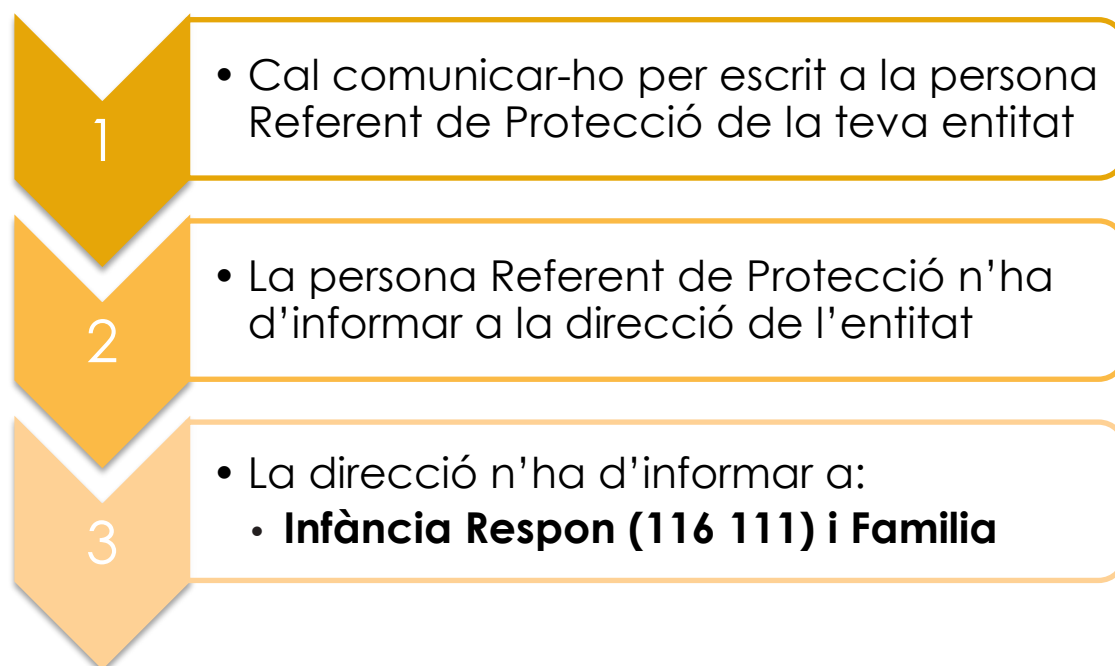 1
• Cal comunicar-ho per escrit a la persona
Referent de Protecció de la teva entitat
2
• La persona Referent de Protecció n’ha
d’informar a la direcció de l’entitat
3
• La direcció n’ha d’informar a:
• Infància Respon (116 111) i Familia